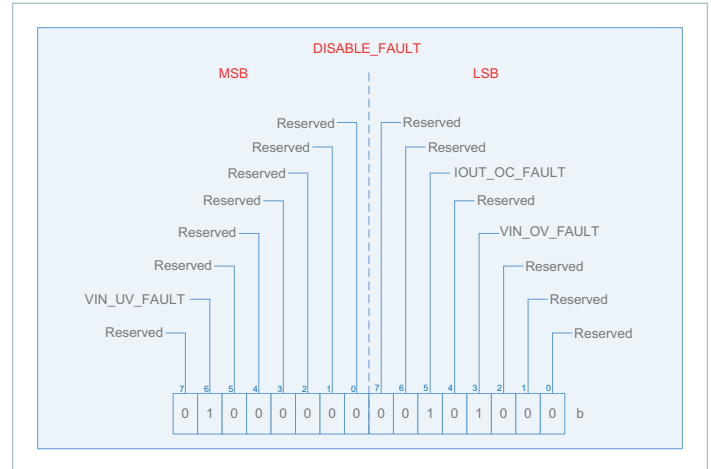 DISABLE_FAULT
MSB LSB
Reserved Reserved
Reserved Reserved
Reserved IOUT_OC_FAULT
Reserved Reserved
Reserved VIN_OV_FAULT
Reserved Reserved
VIN_UV_FAULT Reserved
Reserved Reserved
7 6 5 4 3 2 1 0 7 6 5 4 3 2 1 0
0 1 0 0 0 0 0 0 0 0 1 0 1 0 0 0 b